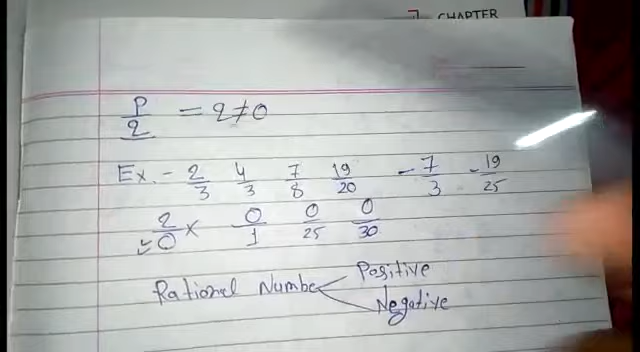 CHAPTER
P/q = q≠0
Ex. - 2/3 4/3 7/8 19/20 -7/3 -19/25
2/0 × 0/1 0/25 0/30
Rational Numbe
Positive
Negative